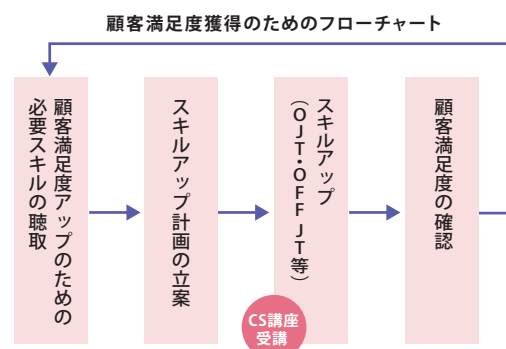 顧客満足度獲得のためのフローチャート
顧客満足度アップのための
必要スキルの聴取
スキルアップ計画の立案
スキルアップ
（OJT・OFF JT等）
顧客満足度の確認
CS講座
受講